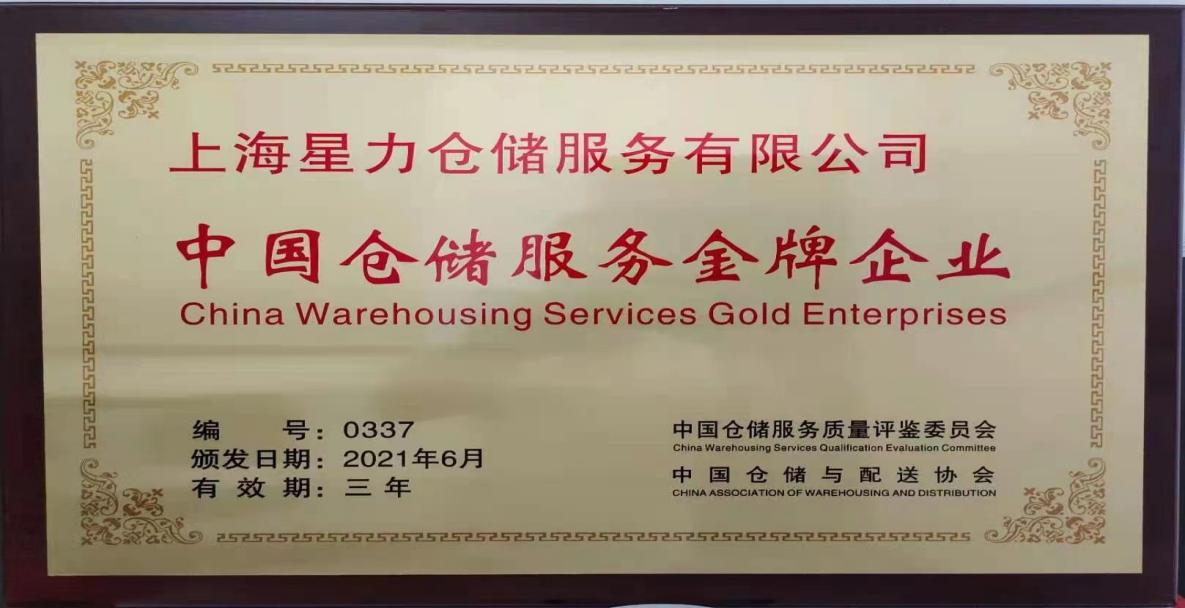 上海星力仓储服务有限公司
中国仓储服务金牌企业
China Warehousing Services Gold Enterprises
编 号：0337
颁发日期：2021年6月
有 效 期：三 年
中国仓储服务质量评鉴委员会
China Warehousing Services Qualification Evaluation Committee
中国仓储与配送协会
CHINA ASSOCIATION OF WAREHOUSING AND DISTRIBUTION